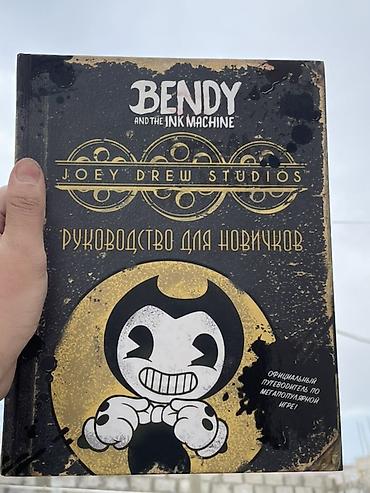 BENDY
AND THE INK MACHINE
JOEY DREW STUDIOS
РУКОВОДСТВО ДЛЯ НОВИЧКОВ
ОФИЦИАЛЬНЫЙ
ПУТЕВОДИТЕЛЬ ПО
МЕГАПОПУЛЯРНОЙ
ИГРЕ!